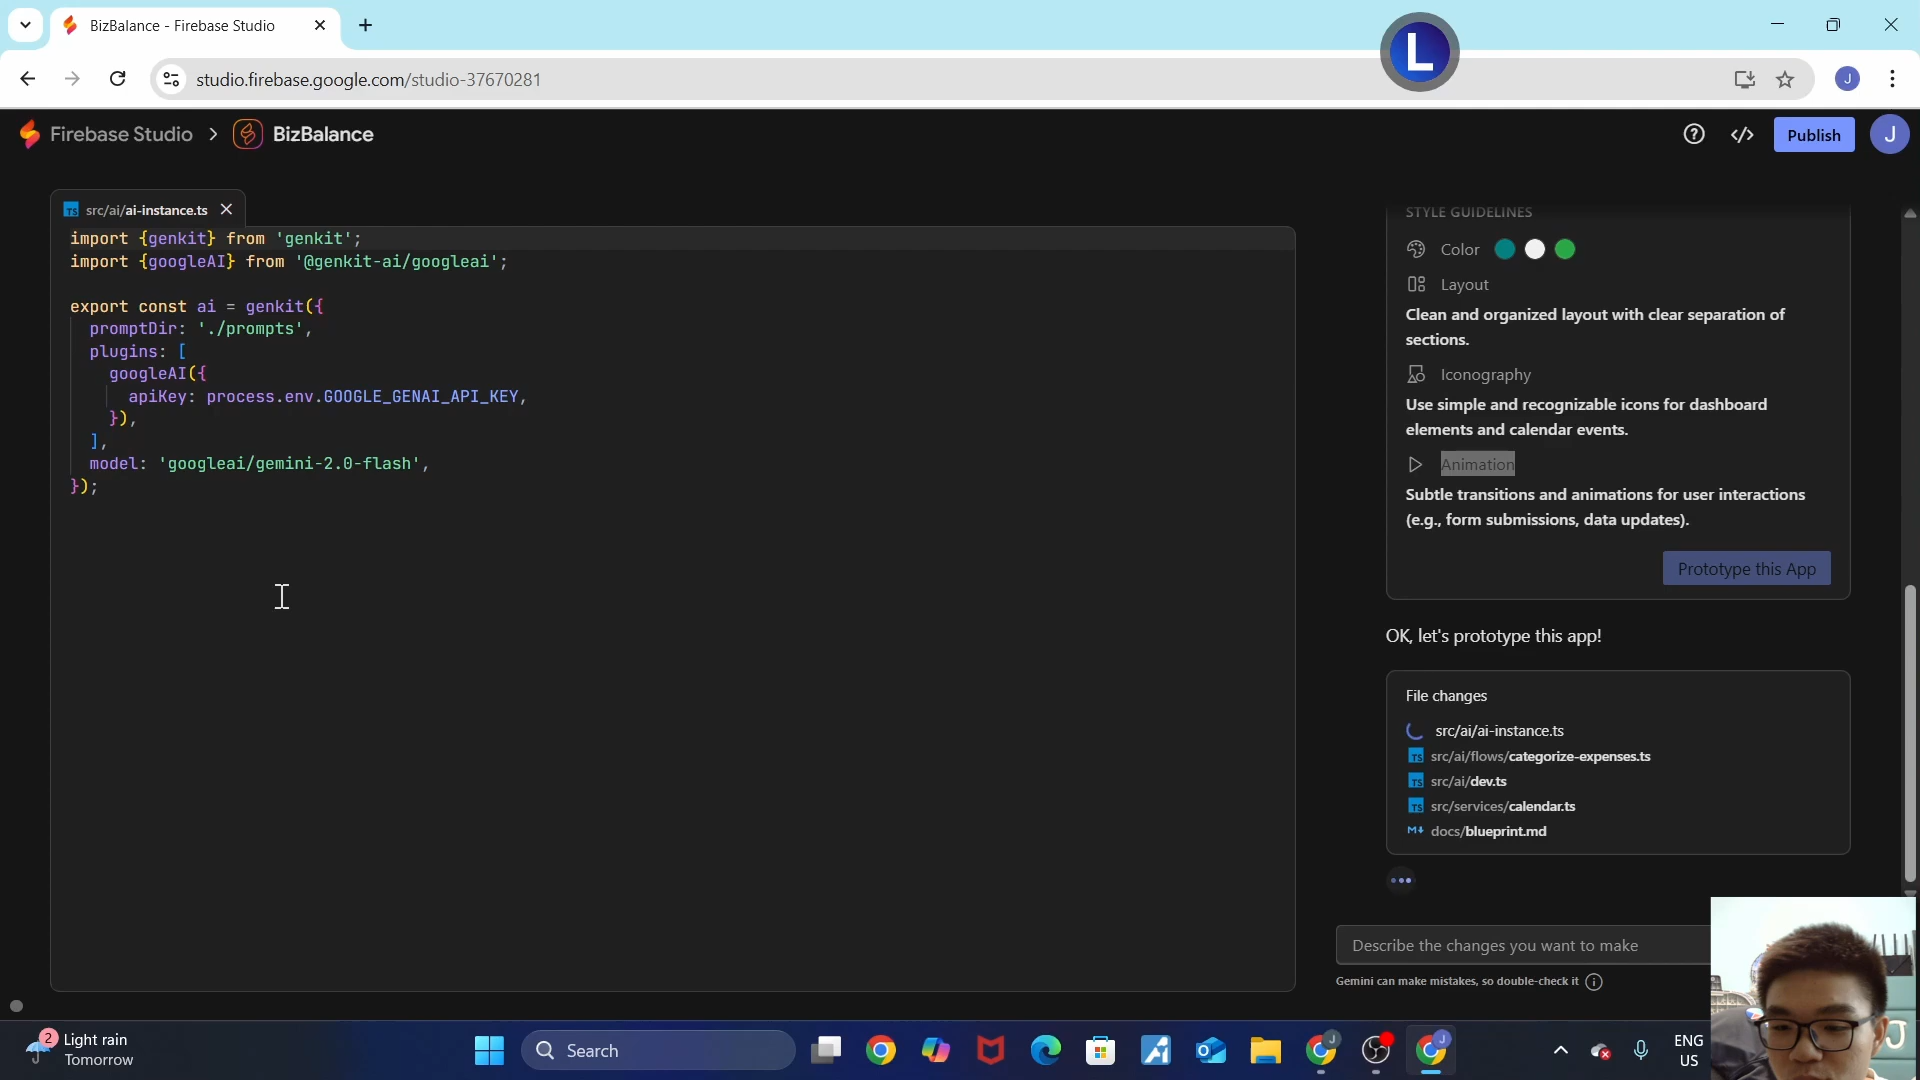 BizBalance - Firebase Studio
L
studio.firebase.google.com/studio-37670281
J
Firebase Studio > BizBalance
</>
Publish
J
TS src/ai/ai-instance.ts
import {genkit} from 'genkit';
import {googleAI} from '@genkit-ai/googleai';
export const ai = genkit({
promptDir: './prompts',
plugins: [
googleAI({
apiKey: process.env.GOOGLE_GENAI_API_KEY,
}),
],
model: 'googleai/gemini-2.0-flash',
});
STYLE GUIDELINES
Color
Layout
Clean and organized layout with clear separation of
sections.
Iconography
Use simple and recognizable icons for dashboard
elements and calendar events.
Animation
Subtle transitions and animations for user interactions
(e.g., form submissions, data updates).
Prototype this App
OK, let's prototype this app!
File changes
src/ai/ai-instance.ts
TS src/ai/flows/categorize-expenses.ts
TS src/ai/dev.ts
TS src/services/calendar.ts
M↓ docs/blueprint.md
Describe the changes you want to make
Gemini can make mistakes, so double-check it
2
Light rain
Tomorrow
Search
J
J
ENG
US